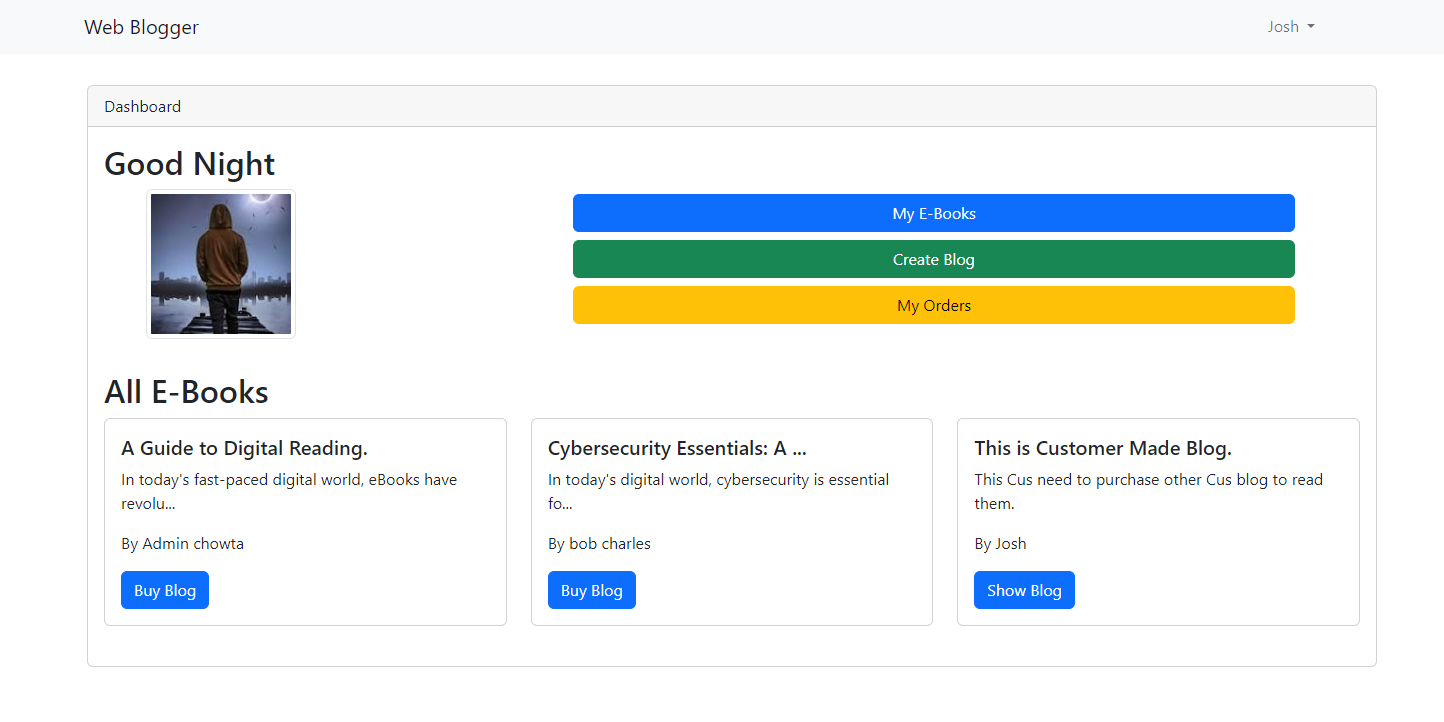 Web Blogger
Josh
Dashboard
Good Night
My E-Books
Create Blog
My Orders
All E-Books
A Guide to Digital Reading.
In today's fast-paced digital world, eBooks have
revolu...
By Admin chowta
Buy Blog
Cybersecurity Essentials: A ...
In today's digital world, cybersecurity is essential
fo...
By bob charles
Buy Blog
This is Customer Made Blog.
This Cus need to purchase other Cus blog to read
them.
By Josh
Show Blog